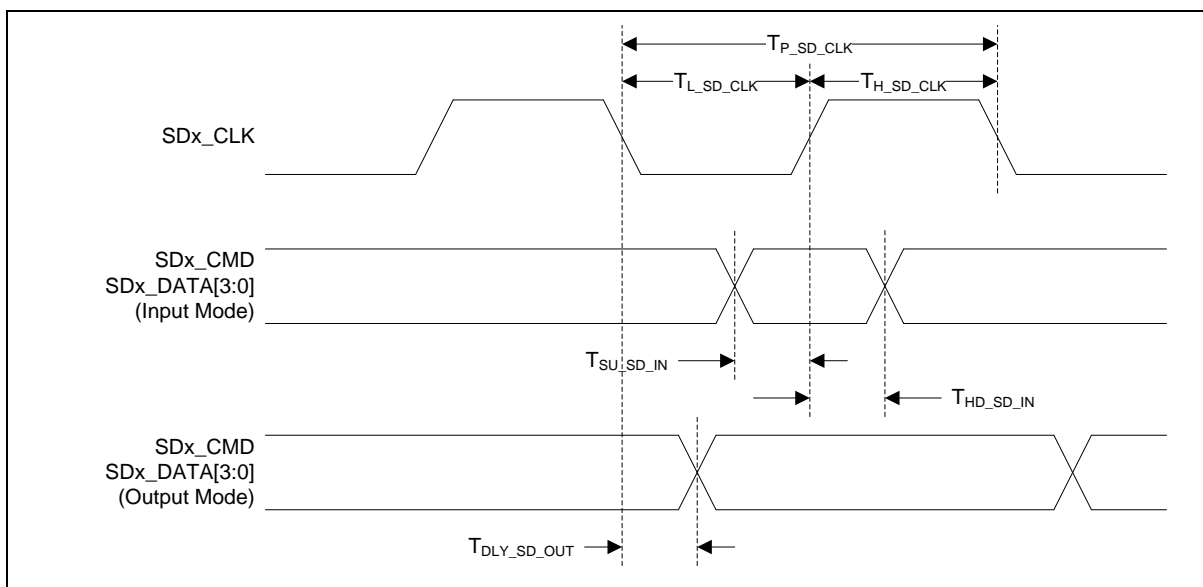 T_P_SD_CLK
T_L_SD_CLK
T_H_SD_CLK
SDx_CLK
SDx_CMD
SDx_DATA[3:0]
(Input Mode)
T_SU_SD_IN
T_HD_SD_IN
SDx_CMD
SDx_DATA[3:0]
(Output Mode)
T_DLY_SD_OUT